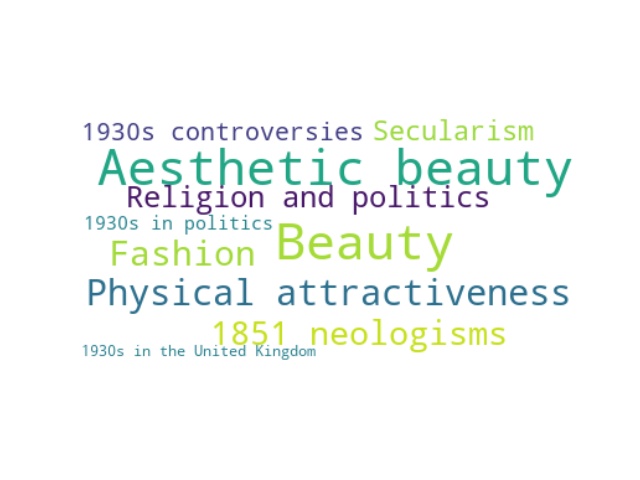 1930s controversies Secularism
Aesthetic beauty
Religion and politics
1930s in politics
Fashion Beauty
Physical attractiveness
1851 neologisms
1930s in the United Kingdom